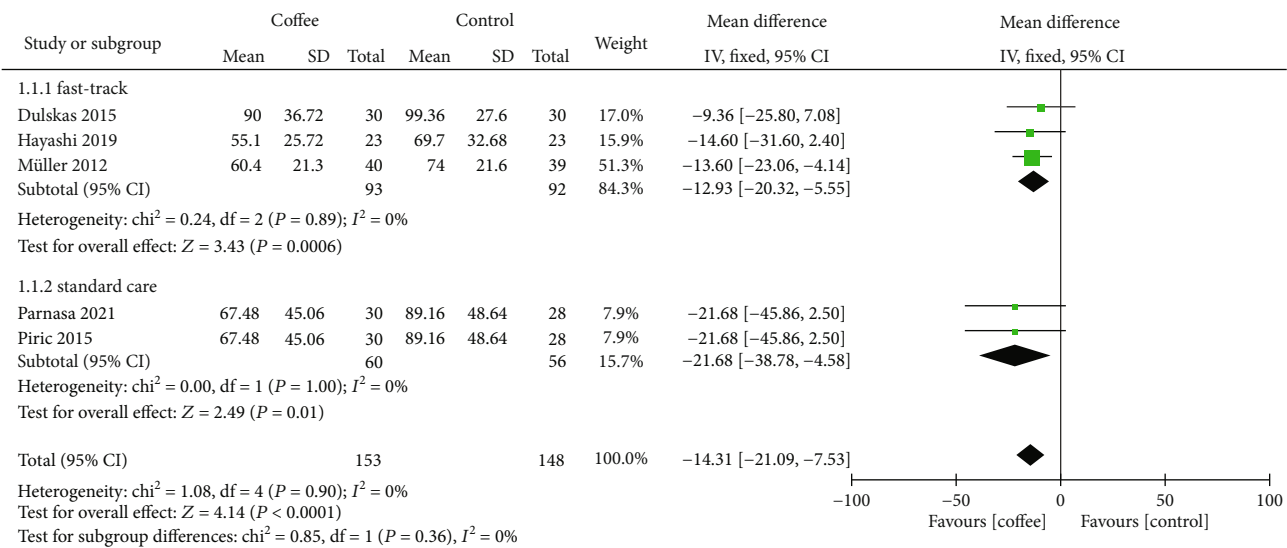 Coffee Control Mean difference Mean difference
Study or subgroup Mean SD Total Mean SD Total Weight IV, fixed, 95% CI IV, fixed, 95% CI
1.1.1 fast-track
Dulskas 2015 90 36.72 30 99.36 27.6 30 17.0% −9.36 [−25.80, 7.08]
Hayashi 2019 55.1 25.72 23 69.7 32.68 23 15.9% −14.60 [−31.60, 2.40]
Müller 2012 60.4 21.3 40 74 21.6 39 51.3% −13.60 [−23.06, −4.14]
Subtotal (95% CI) 93 92 84.3% −12.93 [−20.32, −5.55]
Heterogeneity: chi² = 0.24, df = 2 (P = 0.89); I² = 0%
Test for overall effect: Z = 3.43 (P = 0.0006)
1.1.2 standard care
Parnasa 2021 67.48 45.06 30 89.16 48.64 28 7.9% −21.68 [−45.86, 2.50]
Piric 2015 67.48 45.06 30 89.16 48.64 28 7.9% −21.68 [−45.86, 2.50]
Subtotal (95% CI) 60 56 15.7% −21.68 [−38.78, −4.58]
Heterogeneity: chi² = 0.00, df = 1 (P = 1.00); I² = 0%
Test for overall effect: Z = 2.49 (P = 0.01)
Total (95% CI) 153 148 100.0% −14.31 [−21.09, −7.53]
Heterogeneity: chi² = 1.08, df = 4 (P = 0.90); I² = 0%
Test for overall effect: Z = 4.14 (P < 0.0001)
Test for subgroup differences: chi² = 0.85, df = 1 (P = 0.36), I² = 0%
−100 −50 0 50 100
Favours [coffee] Favours [control]